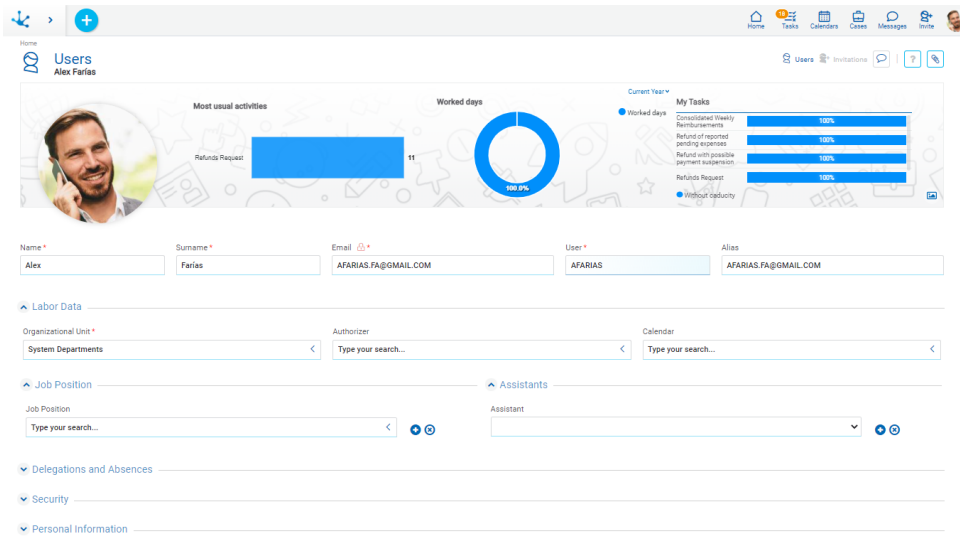 16
Home
Tasks
Calendars
Cases
Messages
Invite
Home
Users
Alex Farías
Users
Invitations
?
Most usual activities
Refunds Request
11
Worked days
100.0%
Current Year
Worked days
My Tasks
Consolidated Weekly
Reimbursements
100%
Refund of reported
pending expenses
100%
Refund with possible
payment suspension
100%
Refunds Request
100%
Without caducity
Name *
Surname *
Email *
User *
Alias
Alex
Farías
AFARIAS.FA@GMAIL.COM
AFARIAS
AFARIAS.FA@GMAIL.COM
Labor Data
Organizational Unit *
Authorizer
Calendar
System Departments
Type your search...
Type your search...
Job Position
Assistants
Job Position
Assistant
Type your search...
Delegations and Absences
Security
Personal Information